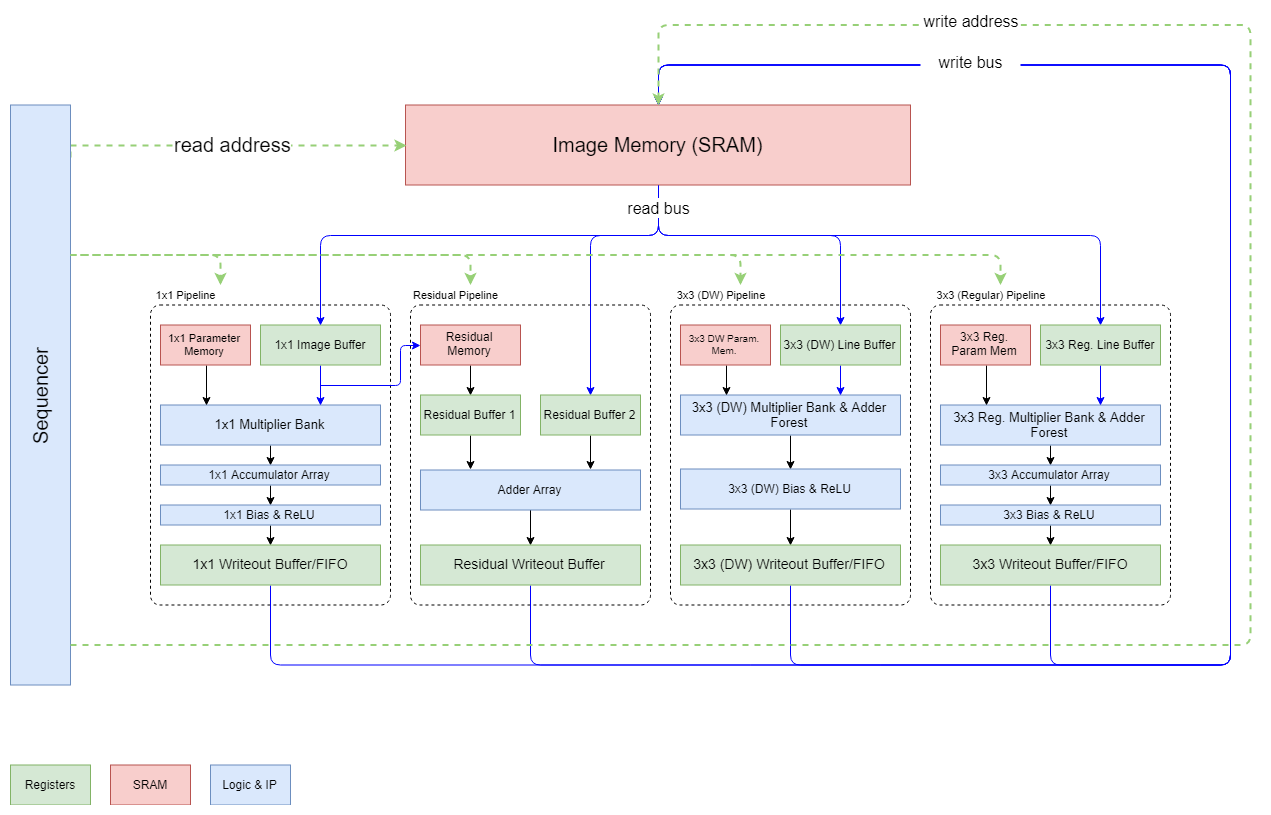 write address
write bus
read address
Image Memory (SRAM)
read bus
Sequencer
1x1 Pipeline
1x1 Parameter
Memory
1x1 Image Buffer
1x1 Multiplier Bank
1x1 Accumulator Array
1x1 Bias & ReLU
1x1 Writeout Buffer/FIFO
Residual Pipeline
Residual
Memory
Residual Buffer 1
Residual Buffer 2
Adder Array
Residual Writeout Buffer
3x3 (DW) Pipeline
3x3 DW Param.
Mem.
3x3 (DW) Line Buffer
3x3 (DW) Multiplier Bank & Adder
Forest
3x3 (DW) Bias & ReLU
3x3 (DW) Writeout Buffer/FIFO
3x3 (Regular) Pipeline
3x3 Reg.
Param Mem
3x3 Reg. Line Buffer
3x3 Reg. Multiplier Bank & Adder
Forest
3x3 Accumulator Array
3x3 Bias & ReLU
3x3 Writeout Buffer/FIFO
Registers
SRAM
Logic & IP